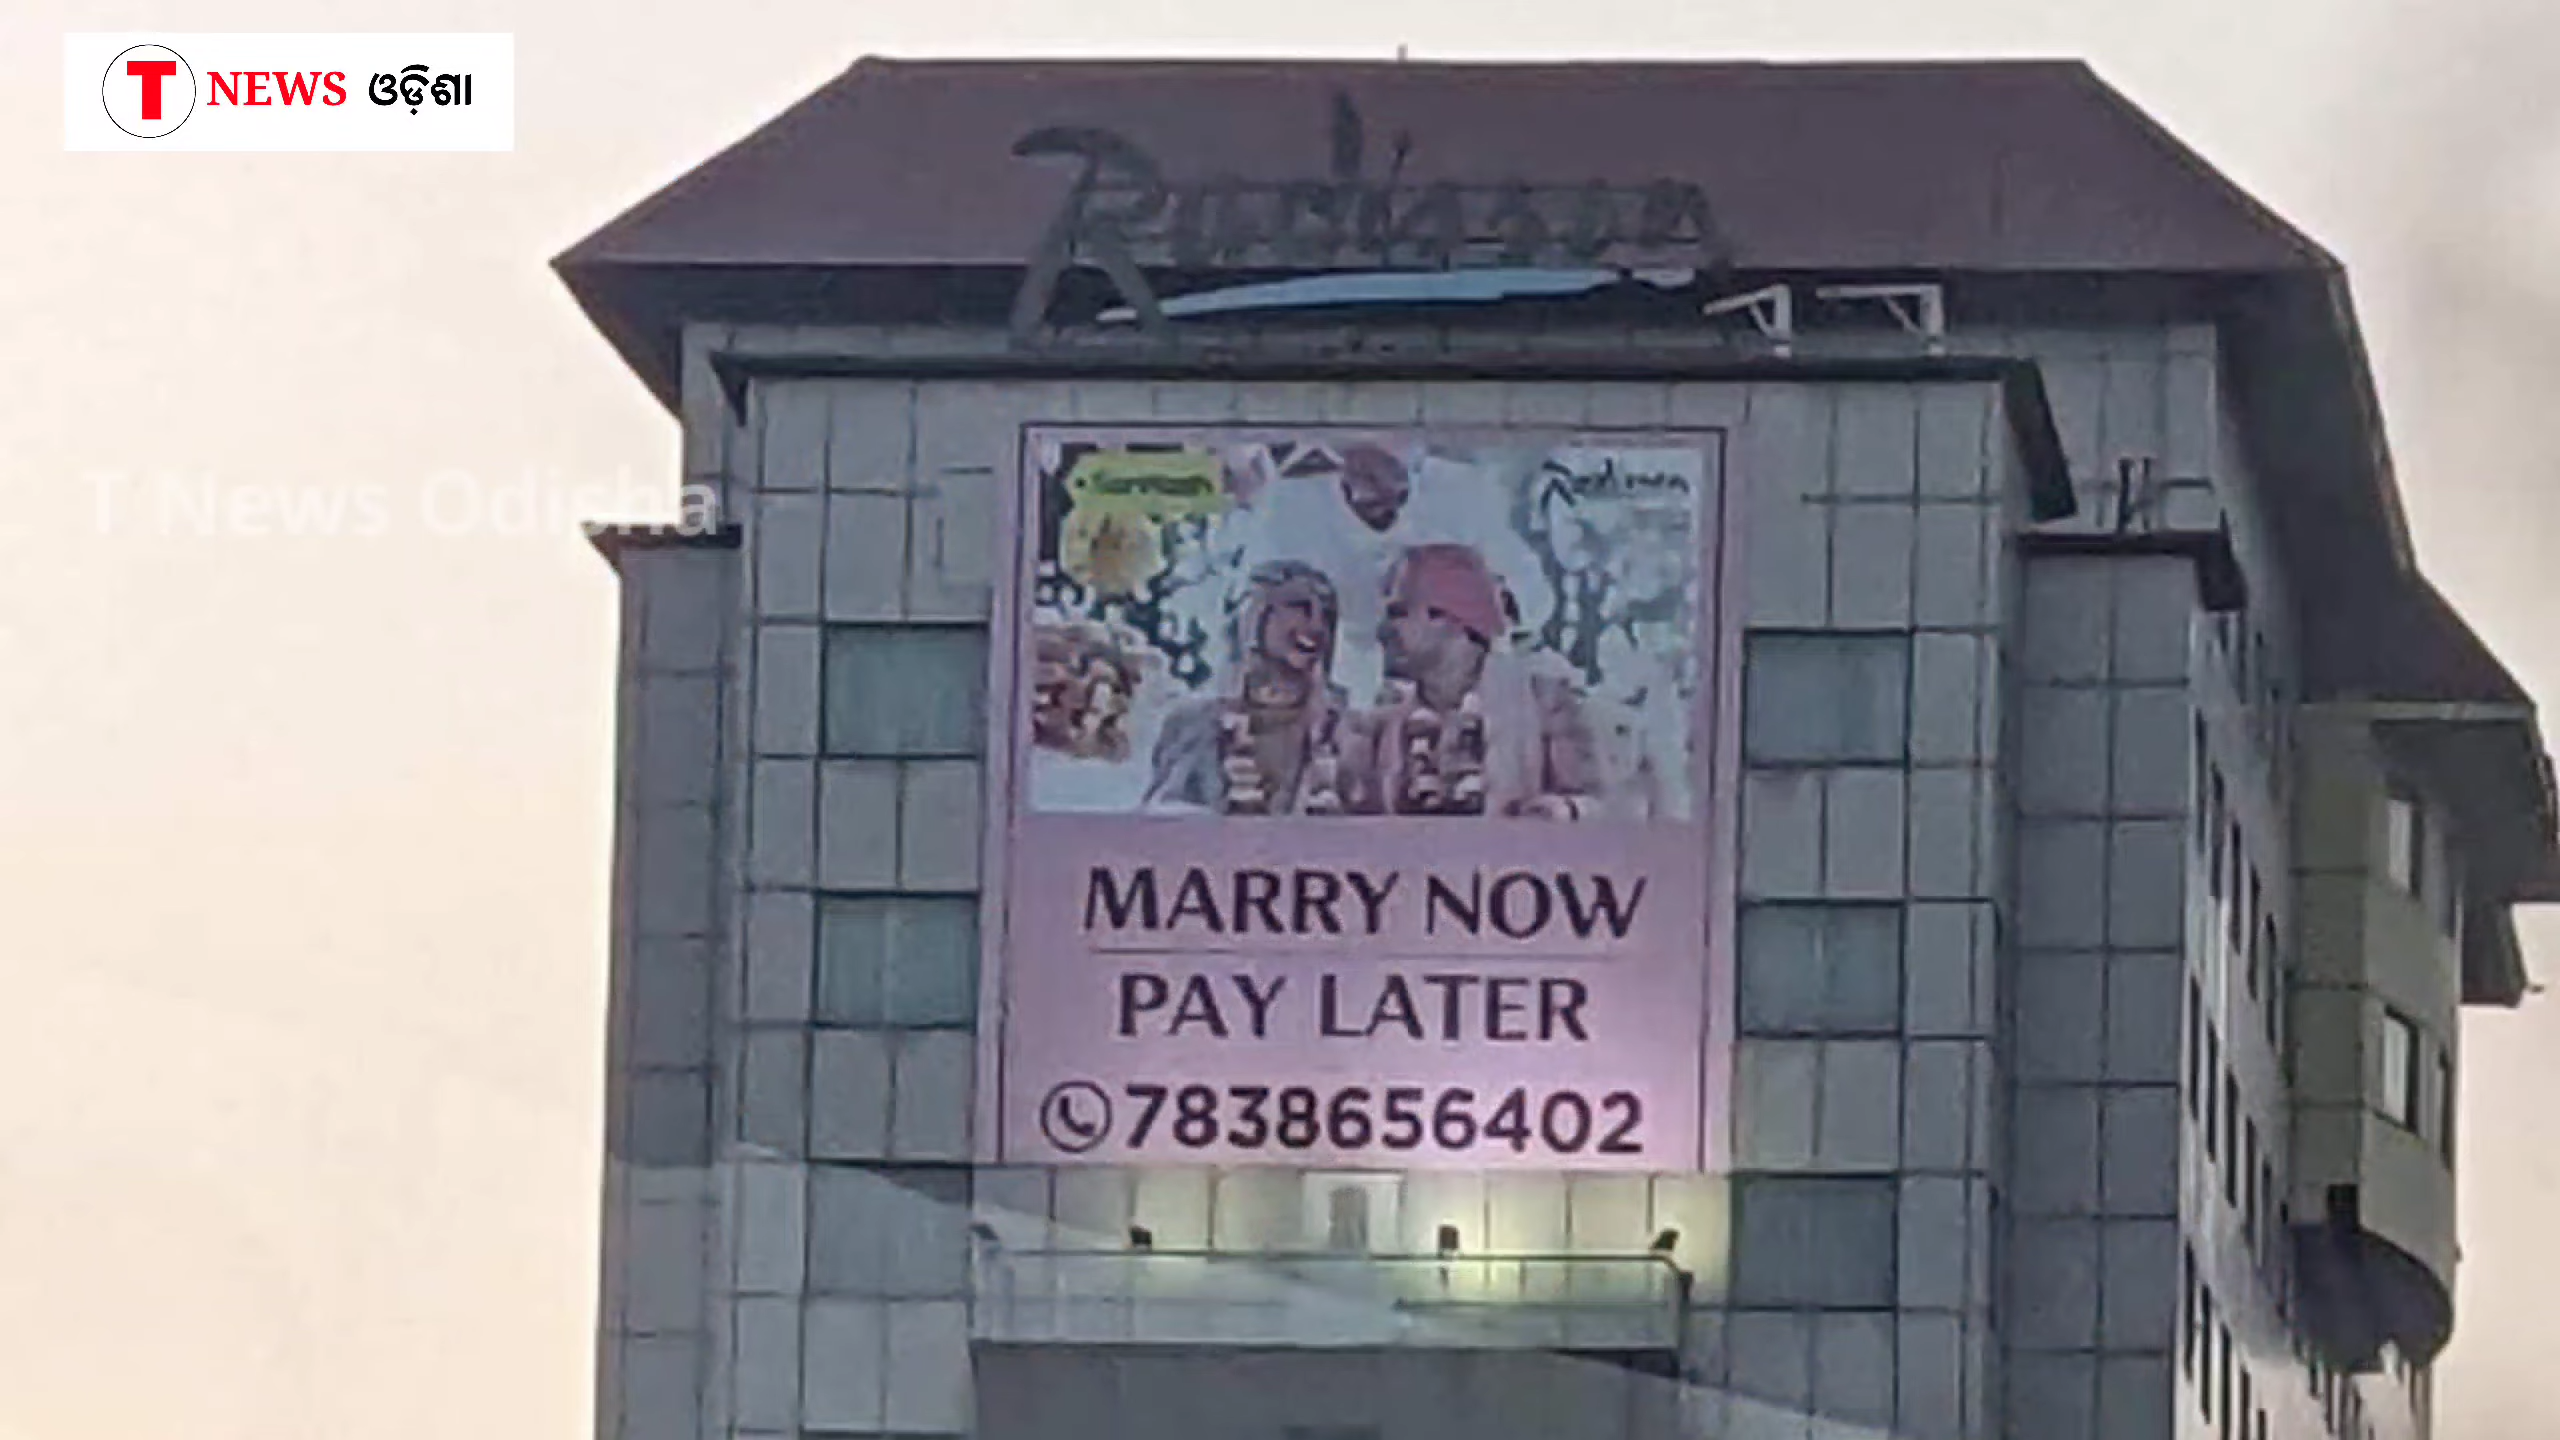 T NEWS ଓଡ଼ିଶା
T News Odisha
MARRY NOW
PAY LATER
7838656402